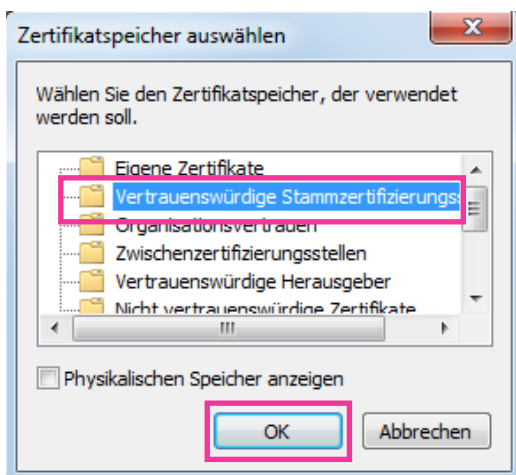 Zertifikatspeicher auswählen
Wählen Sie den Zertifikatspeicher, der verwendet
werden soll.
Eigene Zertifikate
Vertrauenswürdige Stammzertifizierungs
Organisationsvertrauen
Zwischenzertifizierungsstellen
Vertrauenswürdige Herausgeber
Nicht vertrauenswürdige Zertifikate
Physikalischen Speicher anzeigen
OK
Abbrechen